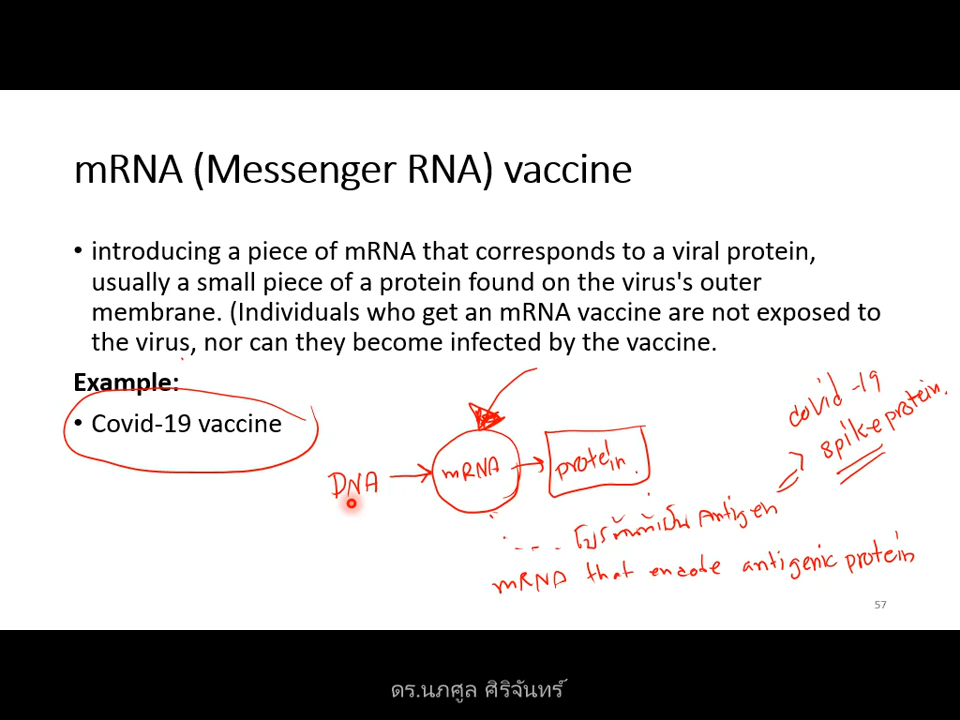 mRNA (Messenger RNA) vaccine
• introducing a piece of mRNA that corresponds to a viral protein,
usually a small piece of a protein found on the virus's outer
membrane. (Individuals who get an mRNA vaccine are not exposed to
the virus, nor can they become infected by the vaccine.
Example:
• Covid-19 vaccine
covid-19
spike protein.
DNA → mRNA → protein.
โปรตีนที่เป็น Antigen
mRNA that encode antigenic protein
57
ดร.นภศูล ศิริจันทร์